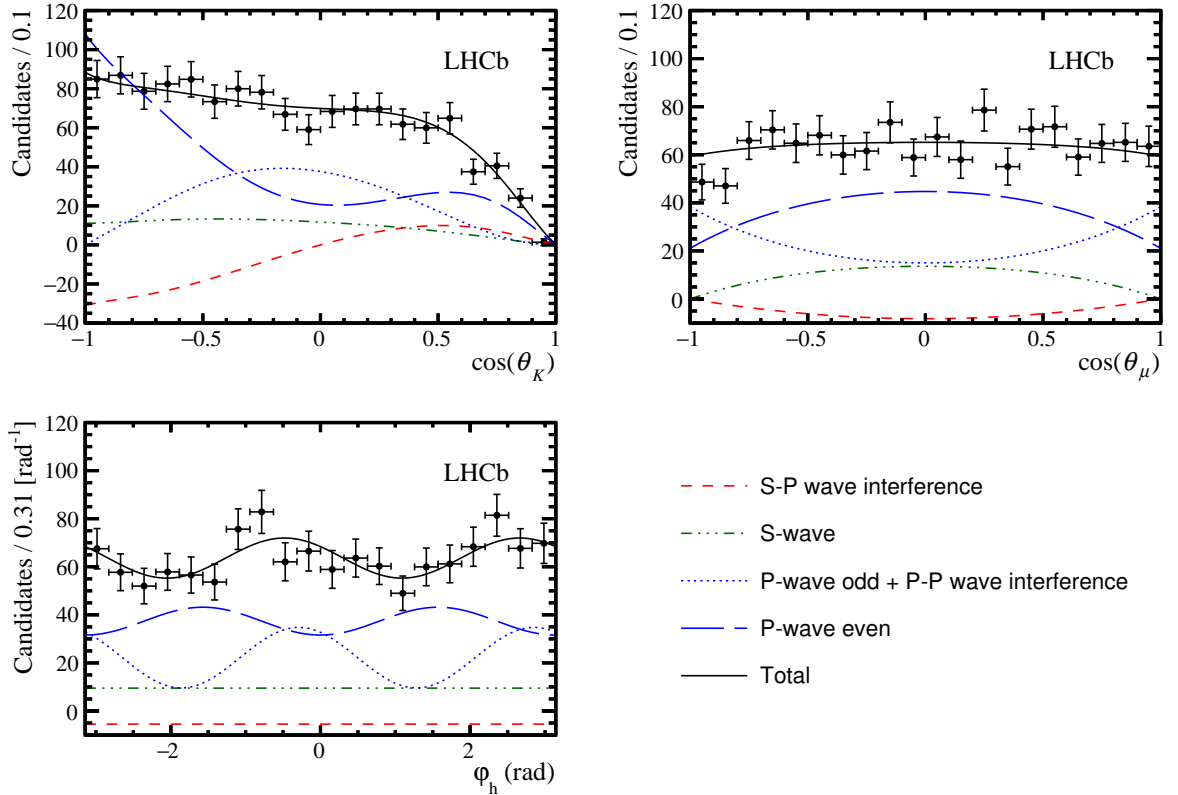 Candidates / 0.1
120
100
80
60
40
20
0
−20
−40
LHCb
−1
−0.5
0
0.5
1
cos(θ_K)
Candidates / 0.1
120
100
80
60
40
20
0
LHCb
−1
−0.5
0
0.5
1
cos(θ_μ)
Candidates / 0.31 [rad⁻¹]
120
100
80
60
40
20
0
LHCb
−2
0
2
φ_h (rad)
S-P wave interference
S-wave
P-wave odd + P-P wave interference
P-wave even
Total